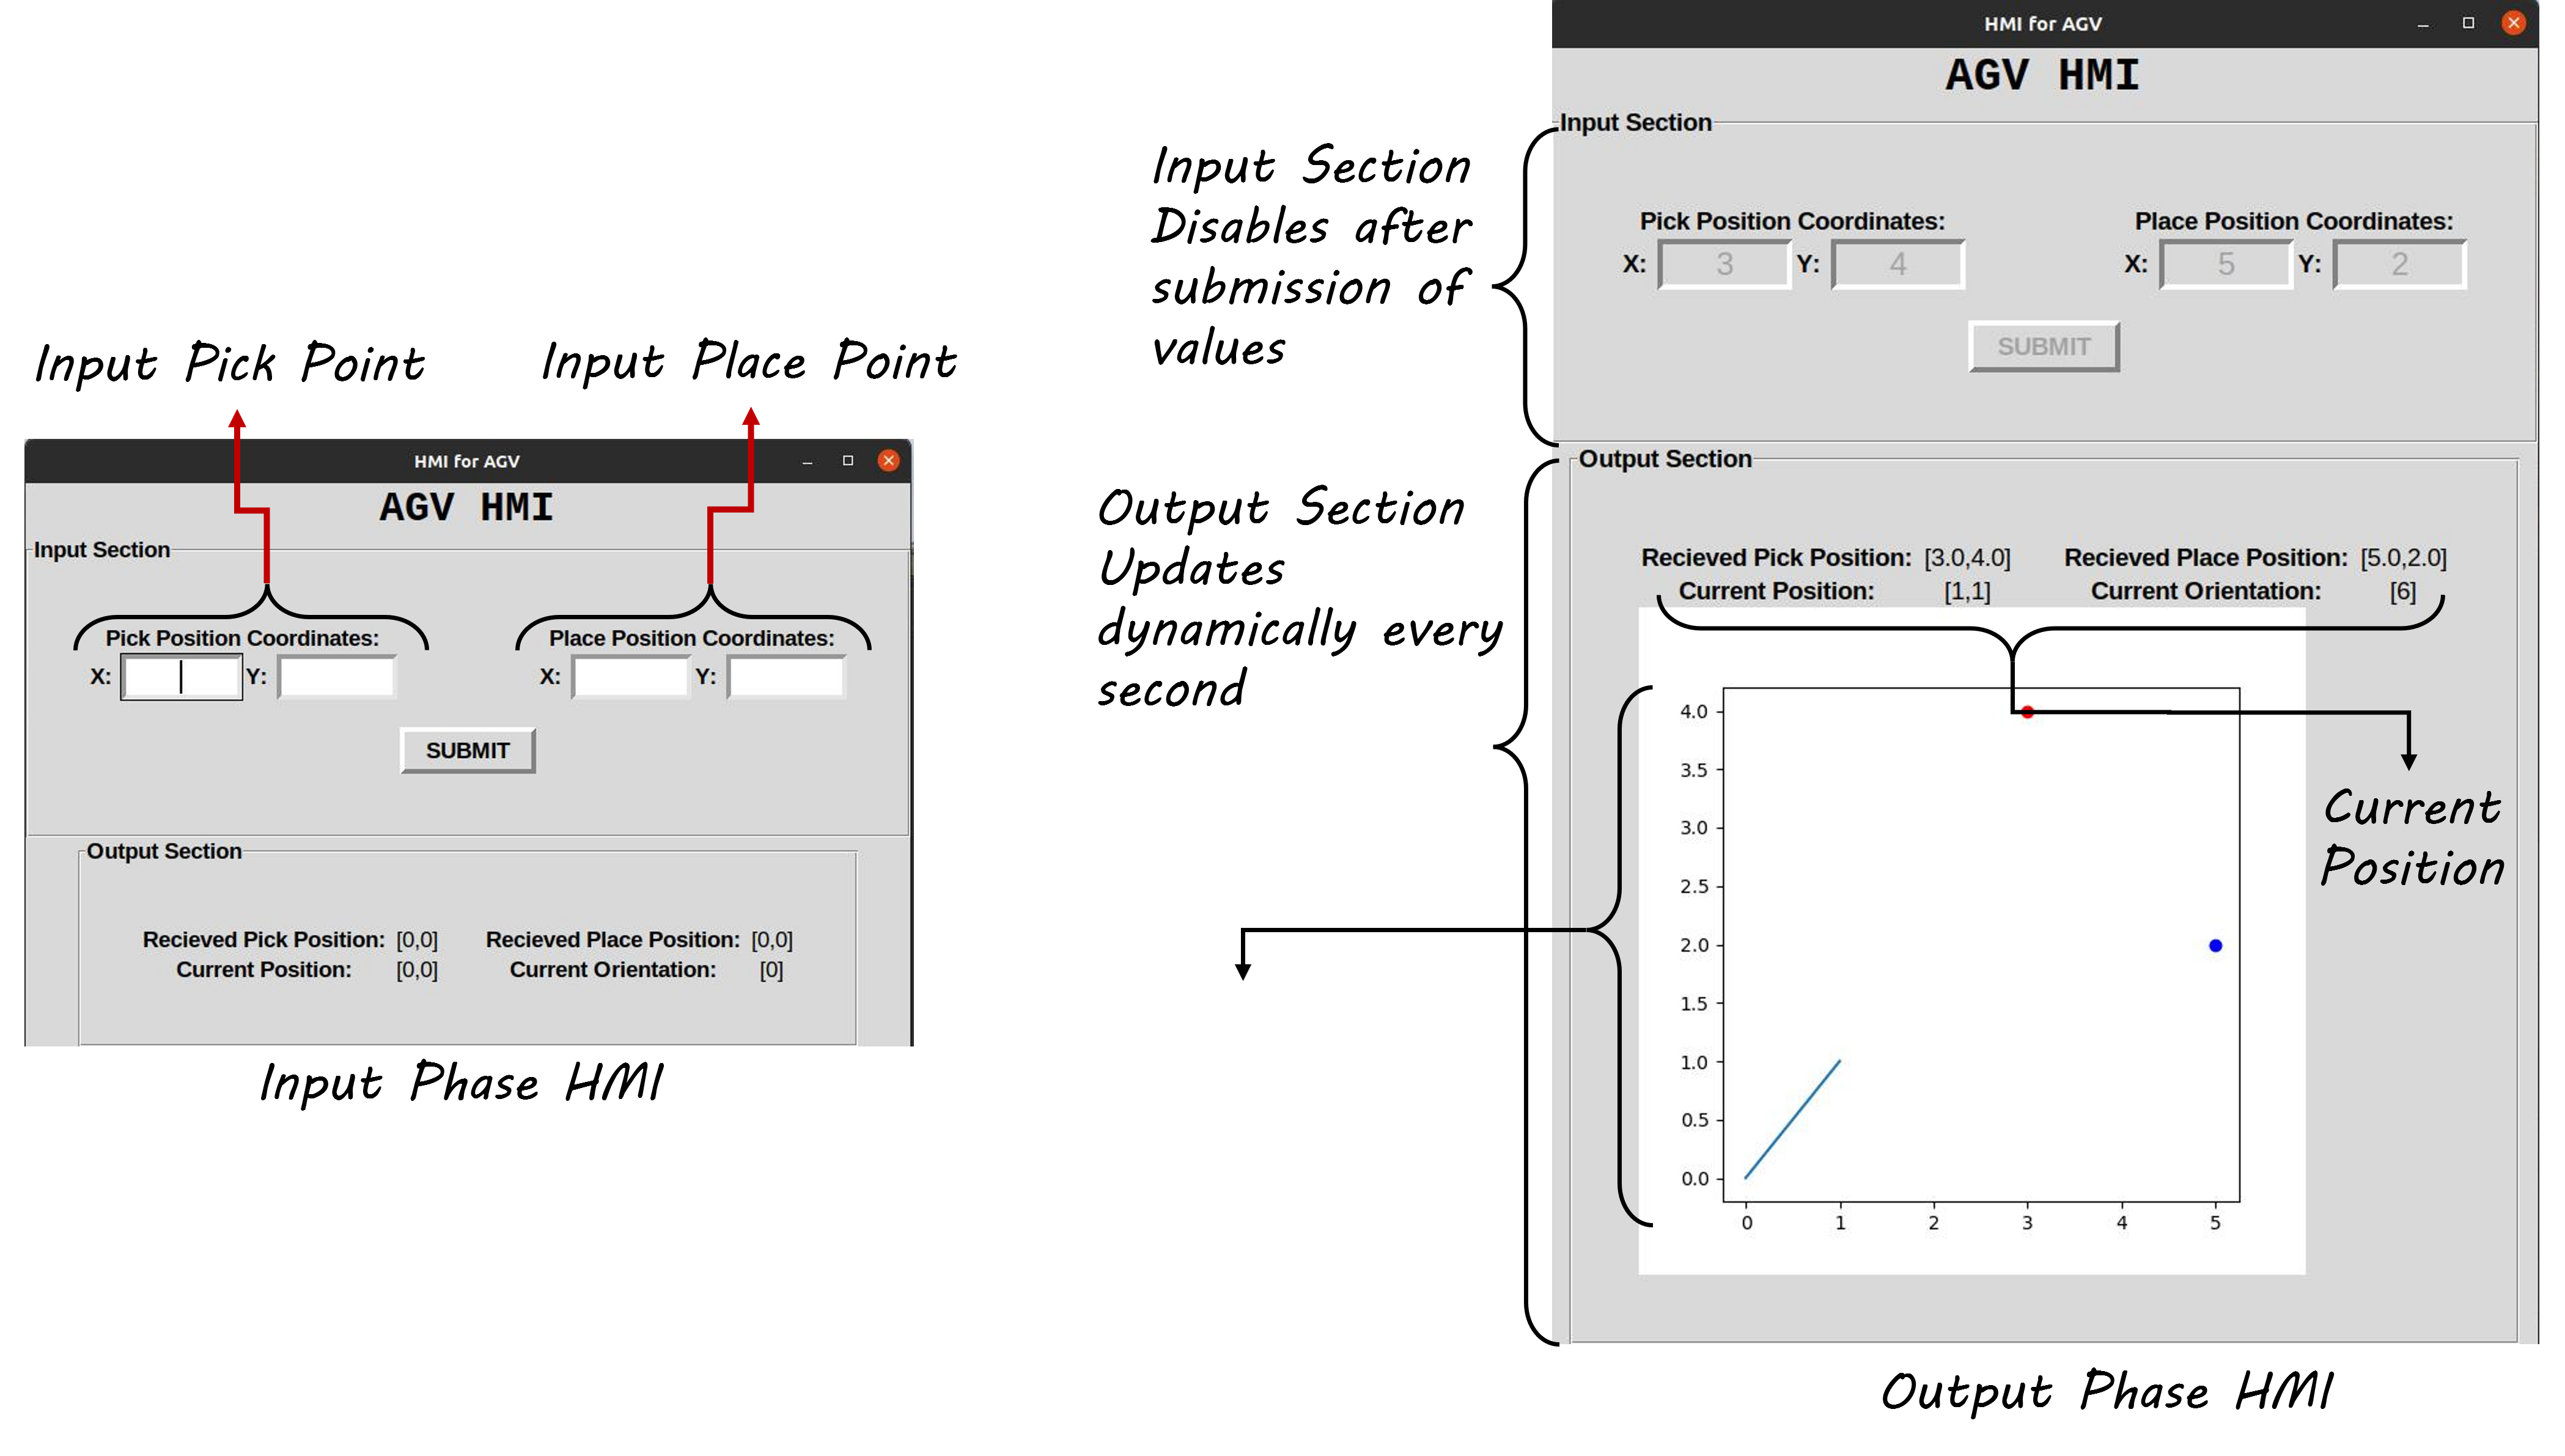 Input Pick Point
Input Place Point
HMI for AGV
AGV HMI
Input Section
Pick Position Coordinates:
Place Position Coordinates:
X:
Y:
X:
Y:
SUBMIT
Output Section
Recieved Pick Position: [0,0]
Recieved Place Position: [0,0]
Current Position: [0,0]
Current Orientation: [0]
Input Phase HMI
Input Section
Disables after
submission of
values
Output Section
Updates
dynamically every
second
HMI for AGV
AGV HMI
Input Section
Pick Position Coordinates:
Place Position Coordinates:
X: 3 Y: 4
X: 5 Y: 2
SUBMIT
Output Section
Recieved Pick Position: [3.0,4.0]
Recieved Place Position: [5.0,2.0]
Current Position: [1,1]
Current Orientation: [6]
4.0
3.5
3.0
2.5
2.0
1.5
1.0
0.5
0.0
0 1 2 3 4 5
Current
Position
Output Phase HMI